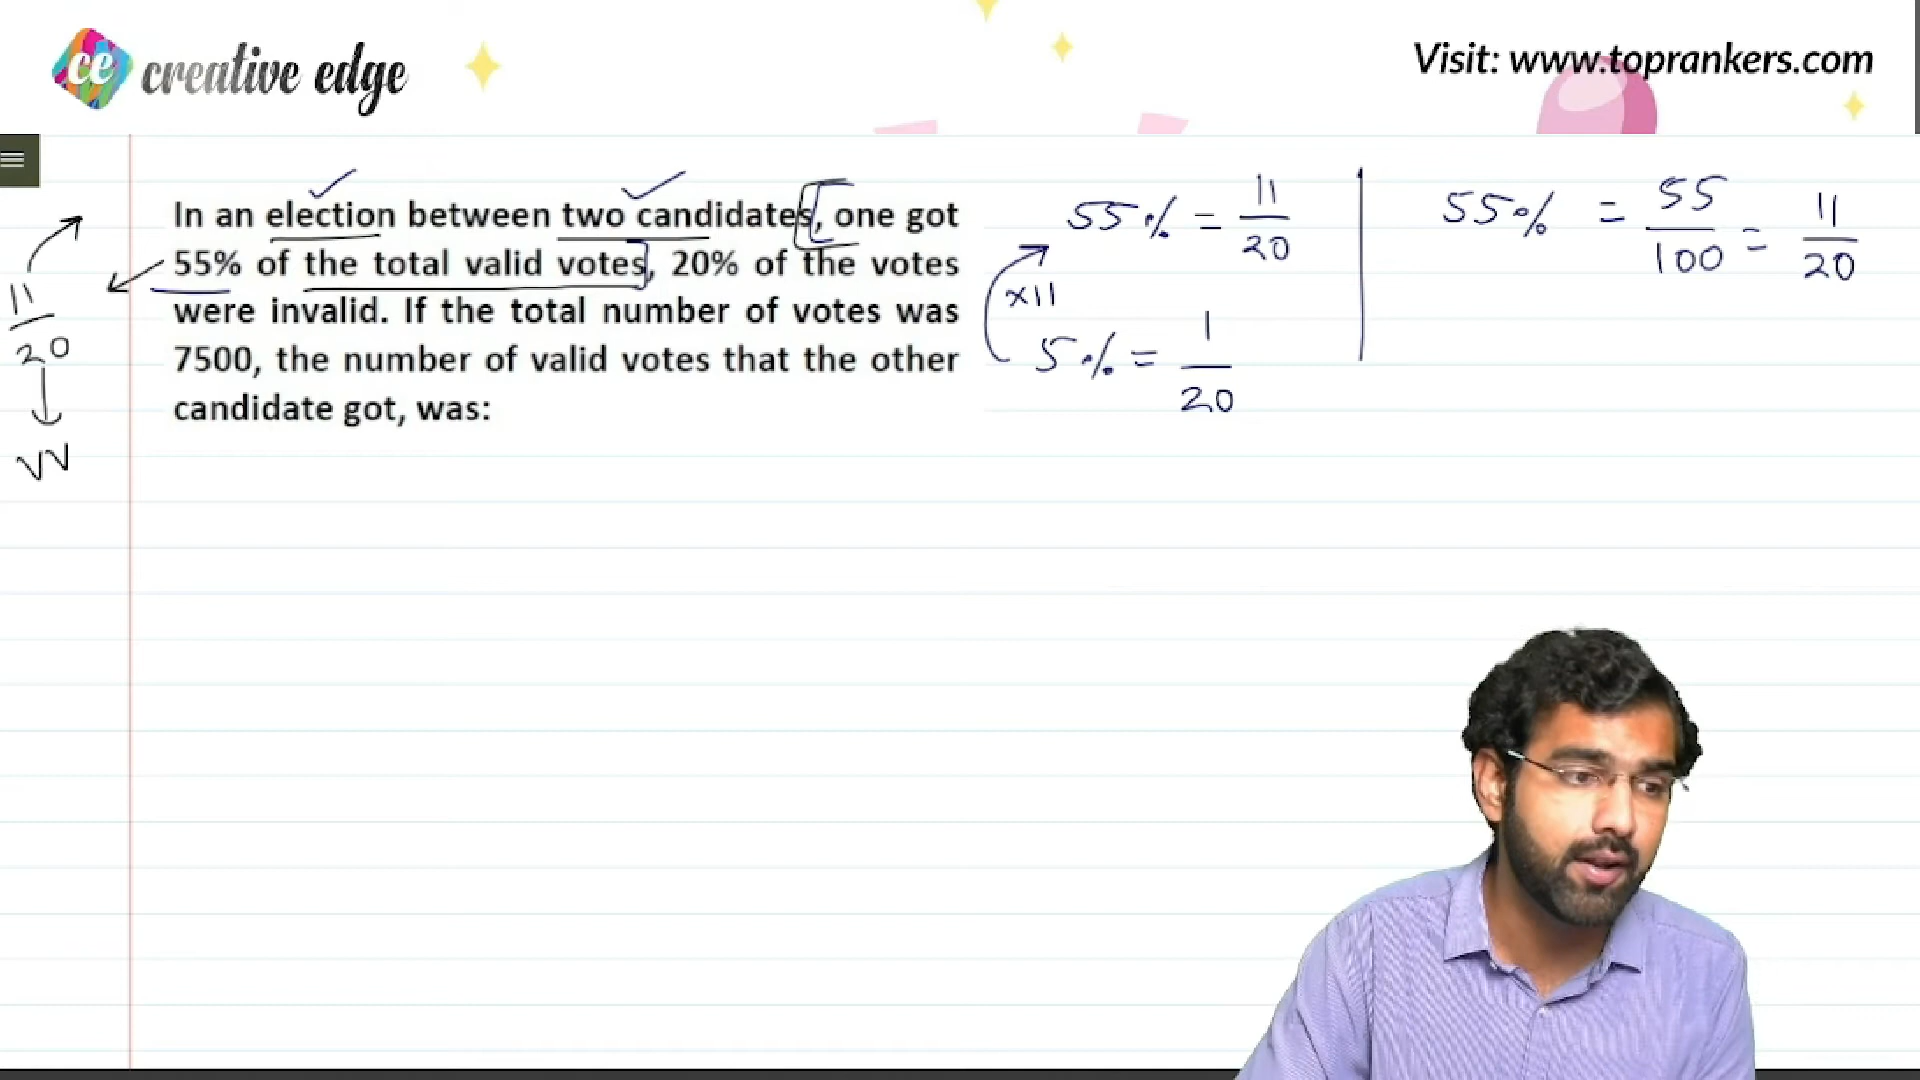 ce creative edge
Visit: www.toprankers.com
In an election between two candidates, one got
55% of the total valid votes, 20% of the votes
were invalid. If the total number of votes was
7500, the number of valid votes that the other
candidate got, was:
11
20
VV
55% = 11/20
x11
5% = 1/20
55% = 55/100 = 11/20